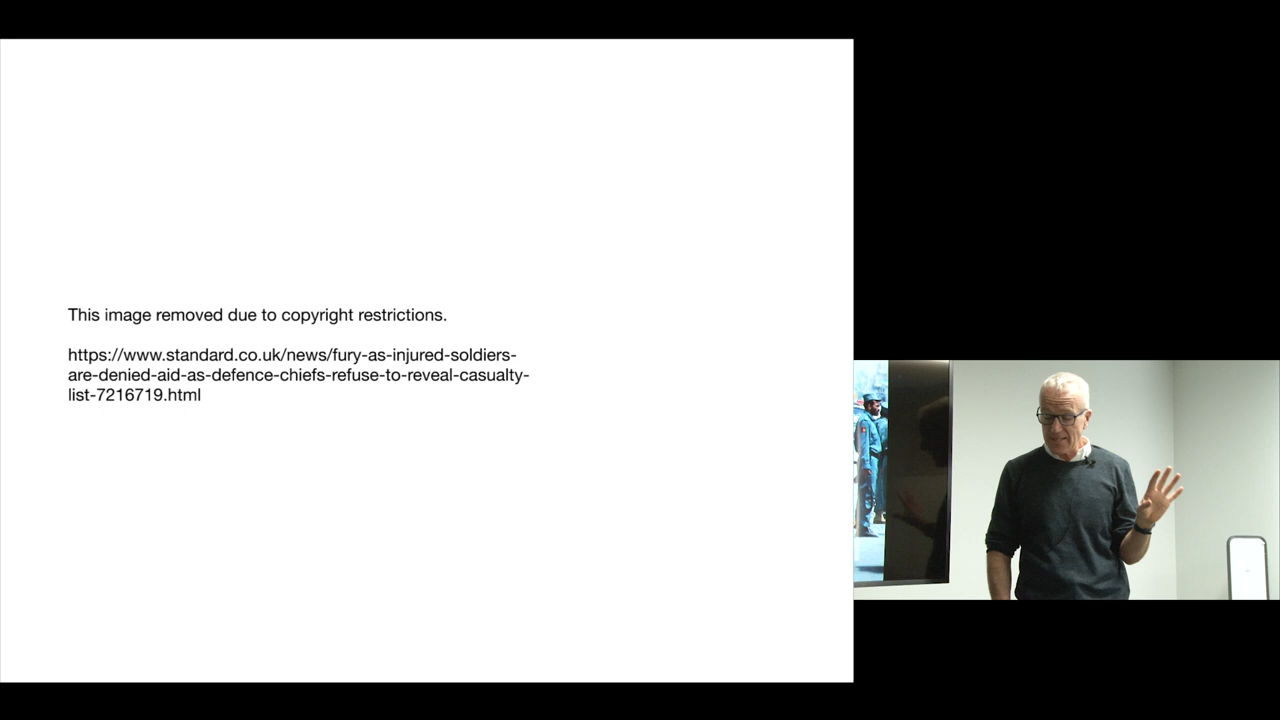 This image removed due to copyright restrictions.
https://www.standard.co.uk/news/fury-as-injured-soldiers-
are-denied-aid-as-defence-chiefs-refuse-to-reveal-casualty-
list-7216719.html